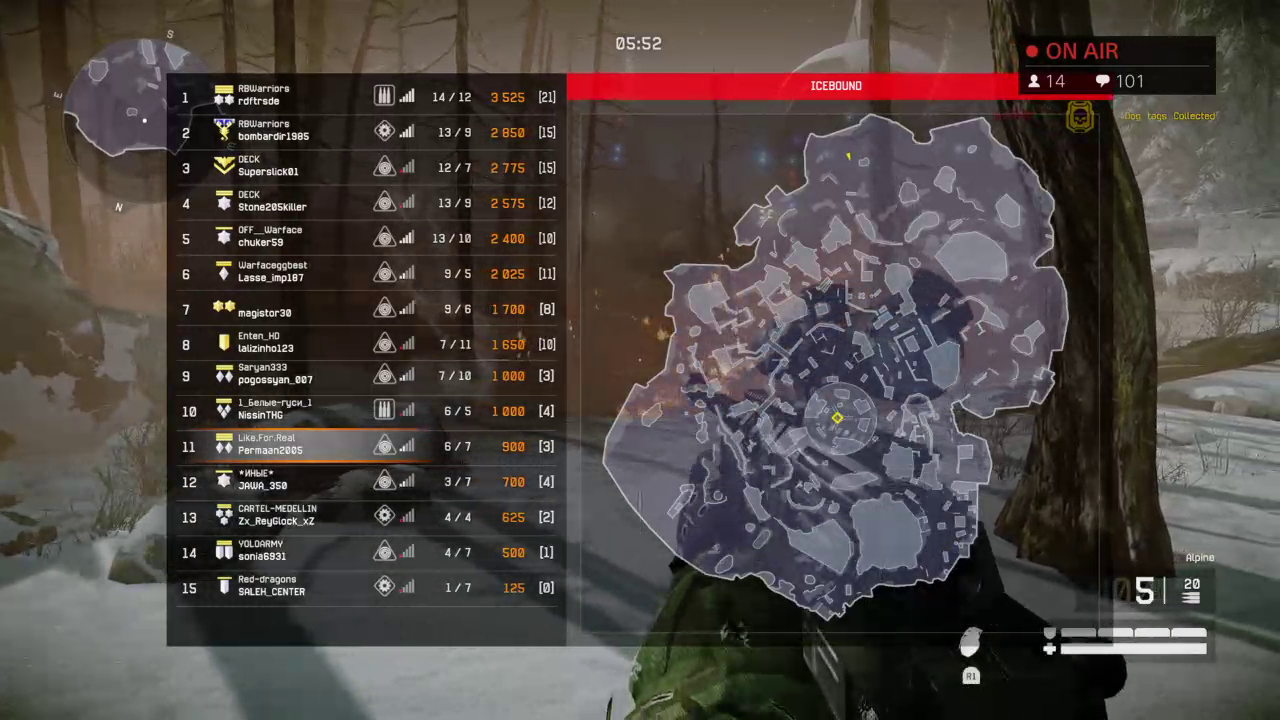 S
05:52
ON AIR
14 101
E
N
ICEBOUND
Dog tags Collected
1 RBWarriors
rdftrsde 14 / 12 3 525 [21]
2 RBWarriors
bombardir1985 13 / 9 2 850 [15]
3 DECK
Superslick01 12 / 7 2 775 [15]
4 DECK
Stone205killer 13 / 9 2 575 [12]
5 OFF__Warface
chuker59 13 / 10 2 400 [10]
6 Warfaceggbest
Lasse_imp187 9 / 5 2 025 [11]
7 magistor30 9 / 6 1 700 [8]
8 Enten_HD
lalizinho123 7 / 11 1 650 [10]
9 Saryan333
pogossyan_007 7 / 10 1 000 [3]
10 1_Белые-гуси_1
NissinTHG 6 / 5 1 000 [4]
11 Like.For.Real
Permaan2005 6 / 7 900 [3]
12 *ИНЫЕ*
JAWA_350 3 / 7 700 [4]
13 CARTEL-MEDELLIN
Zx_ReyGlock_xZ 4 / 4 625 [2]
14 YOLOARMY
sonia6931 4 / 7 500 [1]
15 Red-dragons
SALEH_CENTER 1 / 7 125 [0]
Alpine
05 20
R1